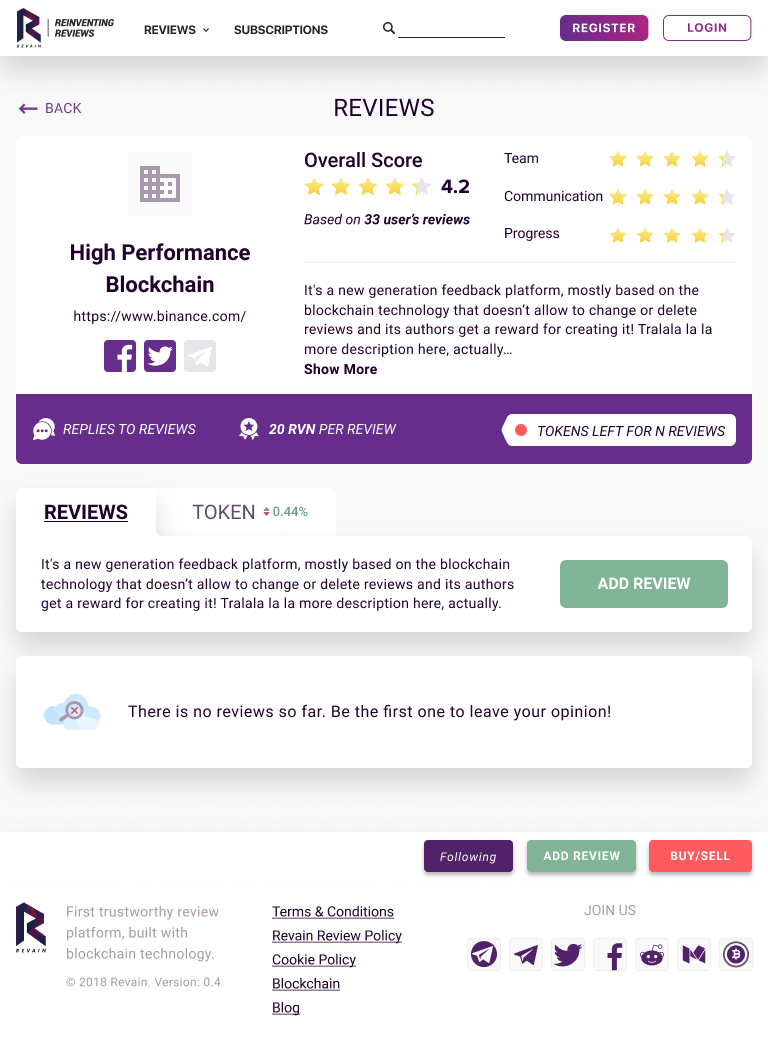 REINVENTING
REVIEWS
REVAIN
REVIEWS
SUBSCRIPTIONS
REGISTER
LOGIN
BACK
REVIEWS
High Performance
Blockchain
https://www.binance.com/
Overall Score
4.2
Based on 33 user’s reviews
Team
Communication
Progress
It's a new generation feedback platform, mostly based on the
blockchain technology that doesn’t allow to change or delete
reviews and its authors get a reward for creating it! Tralala la la
more description here, actually…
Show More
REPLIES TO REVIEWS
20 RVN PER REVIEW
TOKENS LEFT FOR N REVIEWS
REVIEWS
TOKEN
0.44%
It's a new generation feedback platform, mostly based on the blockchain
technology that doesn’t allow to change or delete reviews and its authors
get a reward for creating it! Tralala la la more description here, actually.
ADD REVIEW
There is no reviews so far. Be the first one to leave your opinion!
Following
ADD REVIEW
BUY/SELL
REVAIN
First trustworthy review
platform, built with
blockchain technology.
© 2018 Revain. Version: 0.4
Terms & Conditions
Revain Review Policy
Cookie Policy
Blockchain
Blog
JOIN US